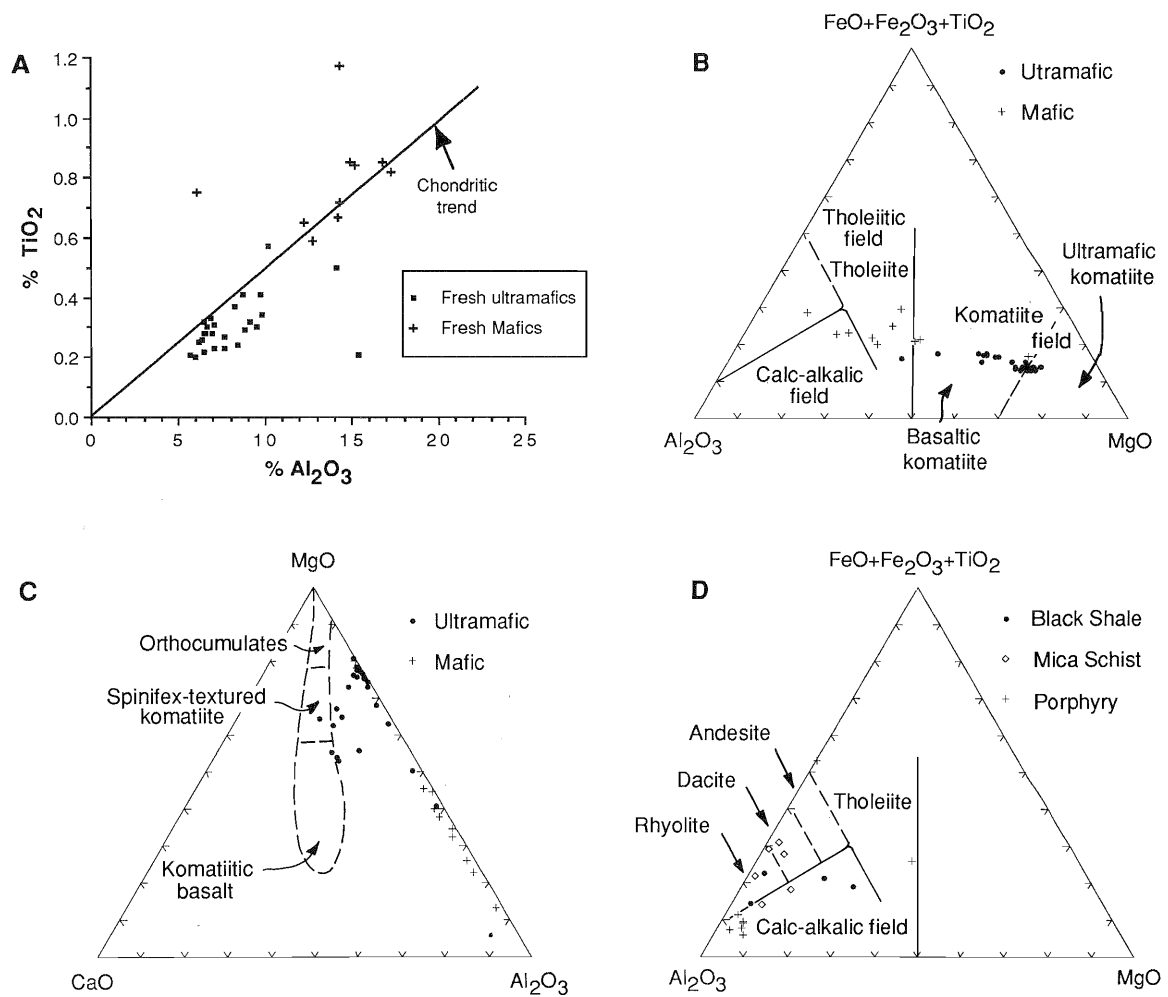 A
1.2
1.0
0.8
0.6
0.4
0.2
0.0
% TiO2
0
5
10
15
20
25
% Al2O3
Chondritic
trend
Fresh ultramafics
Fresh Mafics
B
FeO+Fe2O3+TiO2
Utramafic
Mafic
Tholeiitic
field
Tholeiite
Ultramafic
komatiite
Komatiite
field
Calc-alkalic
field
Al2O3
Basaltic
komatiite
MgO
C
MgO
Ultramafic
Mafic
Orthocumulates
Spinifex-textured
komatiite
Komatiitic
basalt
CaO
Al2O3
D
FeO+Fe2O3+TiO2
Black Shale
Mica Schist
Porphyry
Andesite
Dacite
Rhyolite
Tholeiite
Calc-alkalic field
Al2O3
MgO